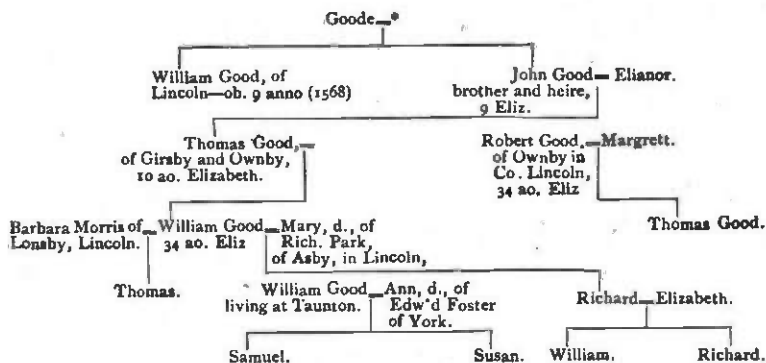 Goode—*
William Good, of
Lincoln—ob. 9 anno (1568)
John Good—Elianor.
brother and heire,
9 Eliz.
Thomas Good,—
of Girsby and Ownby,
10 ao. Elizabeth.
Robert Good,—Margrett.
of Ownby in
Co. Lincoln,
34 ao. Eliz
Thomas Good.
Barbara Morris of—William Good—Mary, d., of
Lonsby, Lincoln. 34 ao. Eliz Rich. Park,
of Asby, in Lincoln,
Thomas.
William Good—Ann, d., of
living at Taunton. Edw'd Foster
of York.
Richard—Elizabeth.
Samuel. Susan. William. Richard.